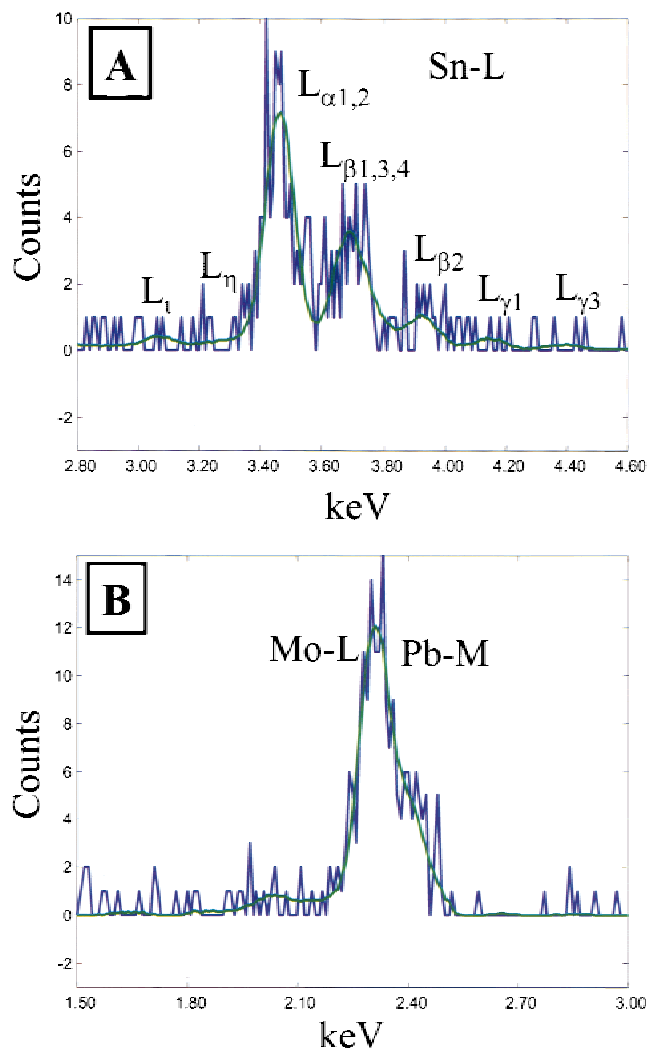 A
Sn-L
Lα1,2
Lβ1,3,4
Lη
Lι
Lβ2
Lγ1
Lγ3
Counts
10
8
6
4
2
0
-2
2.80 3.00 3.20 3.40 3.60 3.80 4.00 4.20 4.40 4.60
keV
B
Mo-L Pb-M
Counts
14
12
10
8
6
4
2
0
-2
1.50 1.80 2.10 2.40 2.70 3.00
keV